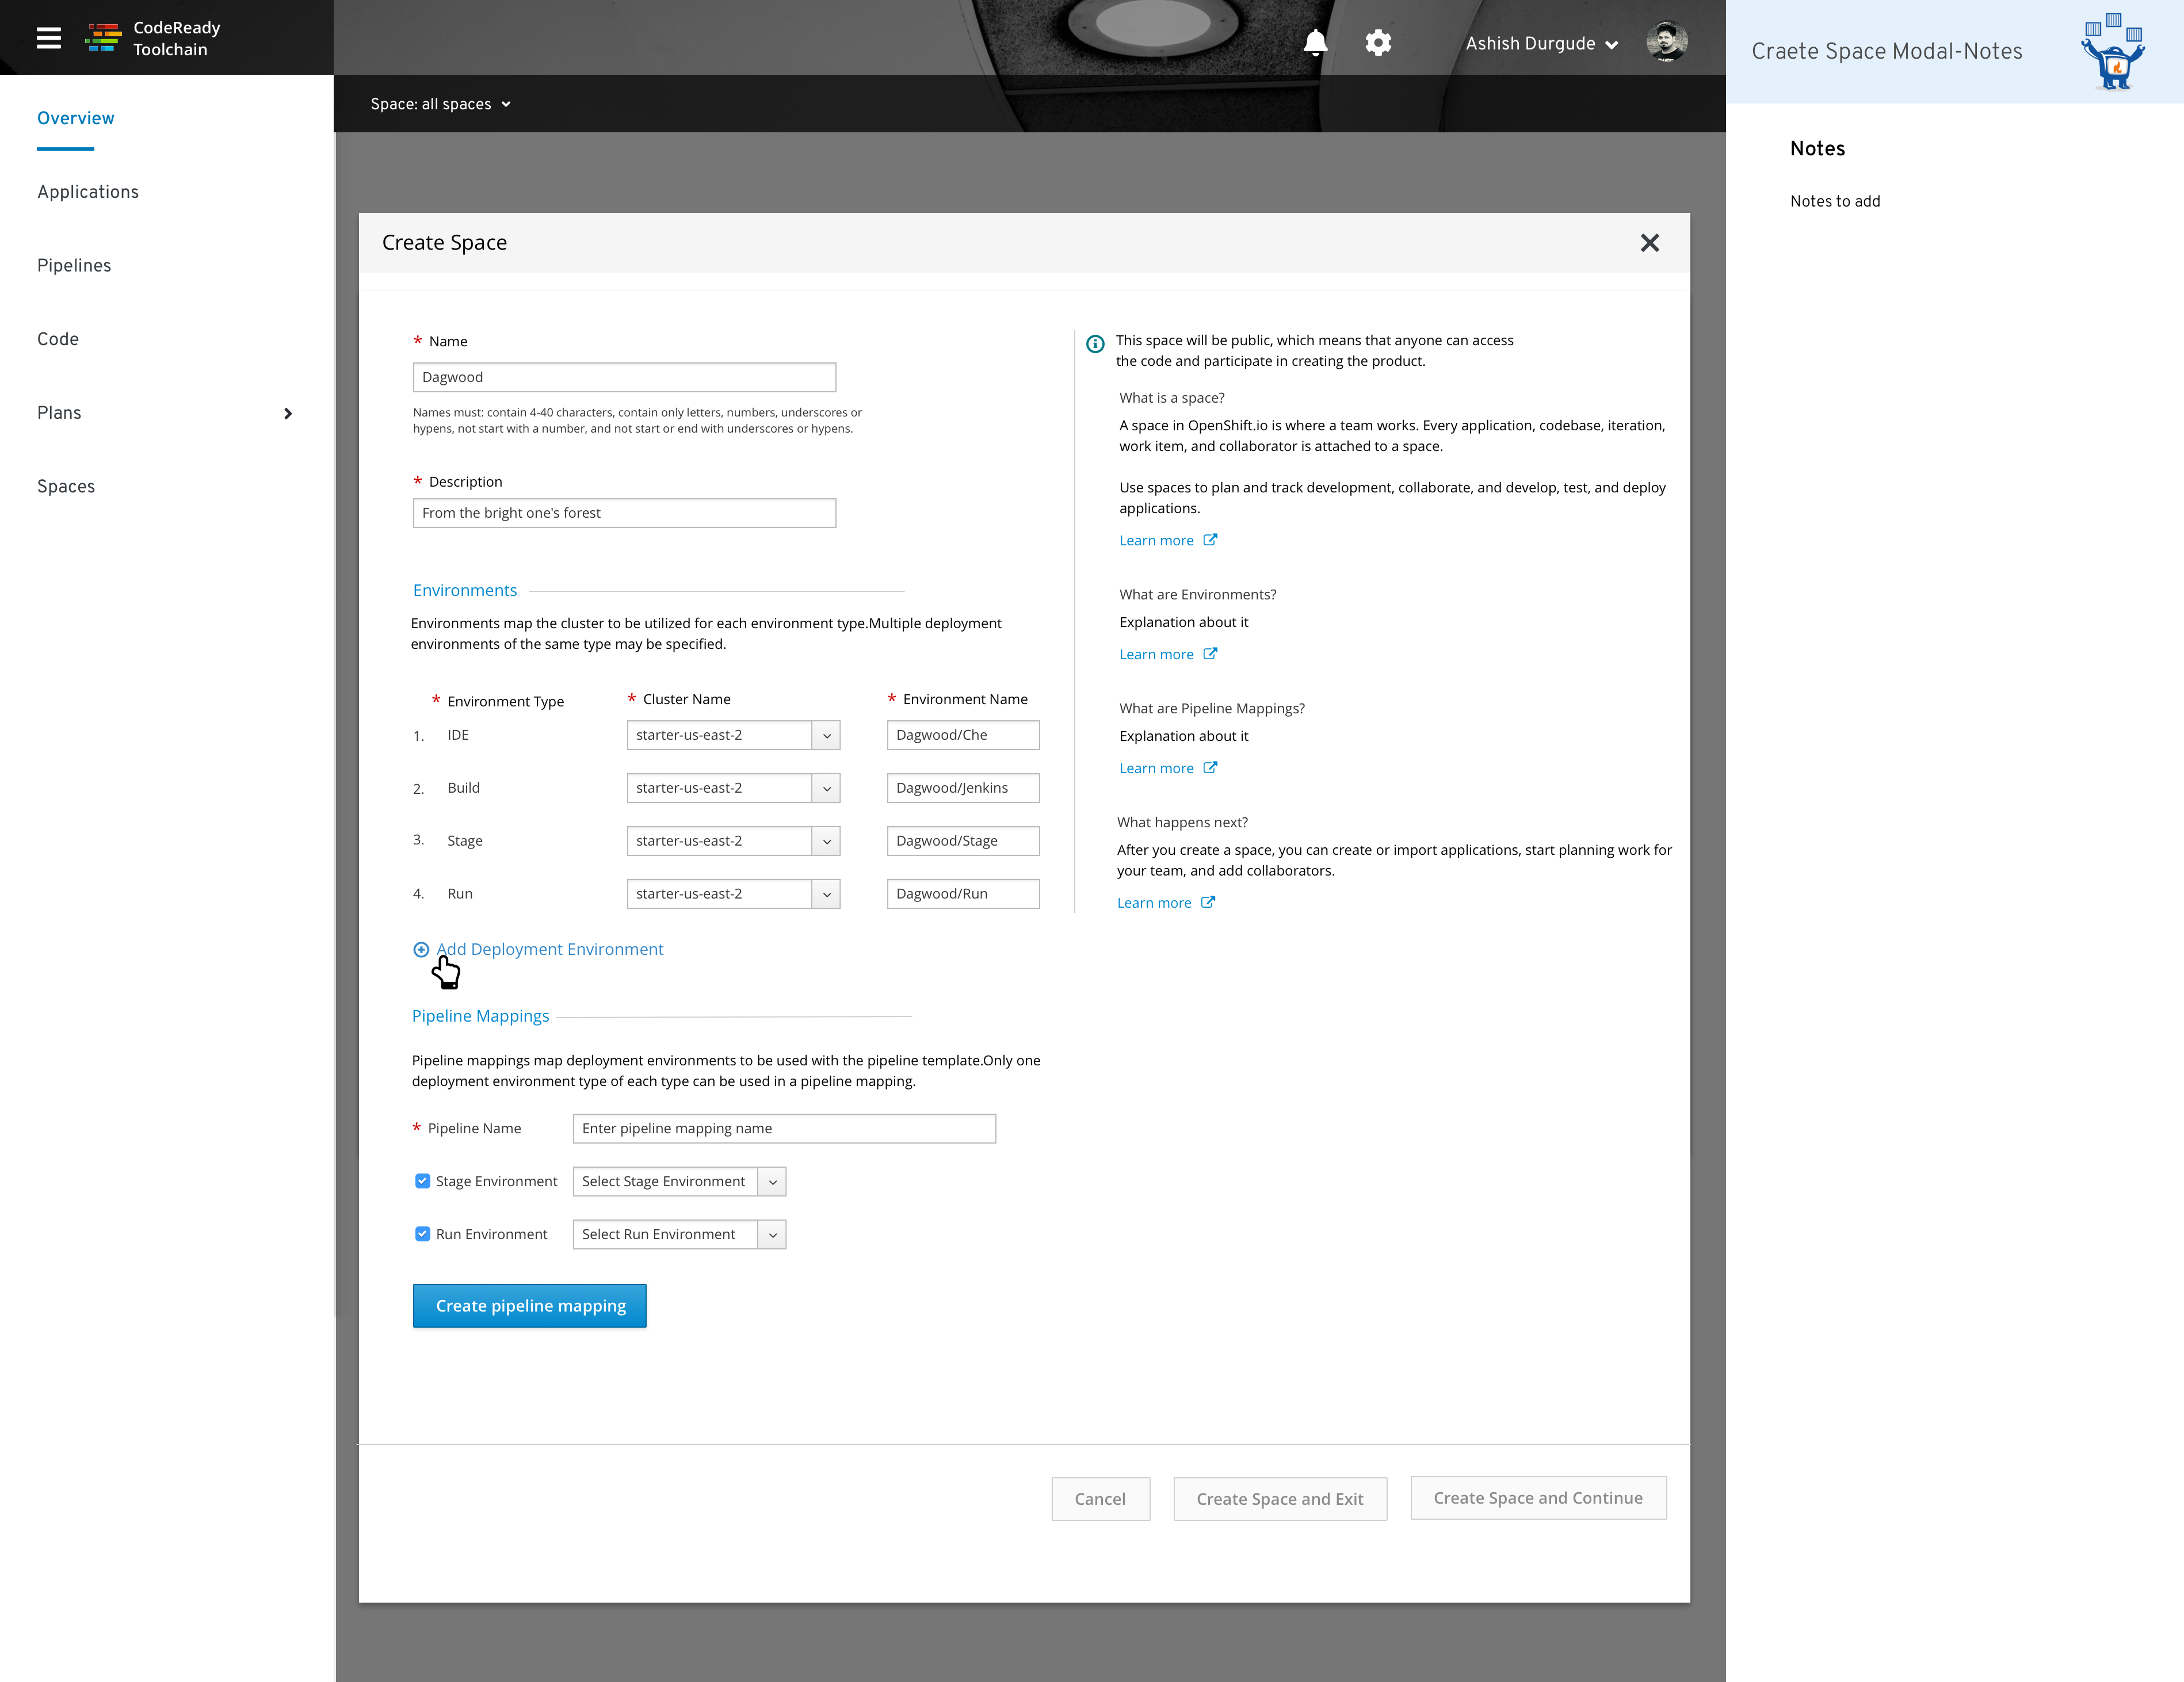 CodeReady
Toolchain
Ashish Durgude
Craete Space Modal-Notes
Space: all spaces
Overview
Applications
Pipelines
Code
Plans
Spaces
Notes
Notes to add
Create Space
* Name
Dagwood
Names must: contain 4-40 characters, contain only letters, numbers, underscores or
hypens, not start with a number, and not start or end with underscores or hypens.
* Description
From the bright one's forest
Environments
Environments map the cluster to be utilized for each environment type.Multiple deployment
environments of the same type may be specified.
* Environment Type * Cluster Name * Environment Name
1. IDE starter-us-east-2 Dagwood/Che
2. Build starter-us-east-2 Dagwood/Jenkins
3. Stage starter-us-east-2 Dagwood/Stage
4. Run starter-us-east-2 Dagwood/Run
Add Deployment Environment
Pipeline Mappings
Pipeline mappings map deployment environments to be used with the pipeline template.Only one
deployment environment type of each type can be used in a pipeline mapping.
* Pipeline Name Enter pipeline mapping name
Stage Environment Select Stage Environment
Run Environment Select Run Environment
Create pipeline mapping
This space will be public, which means that anyone can access
the code and participate in creating the product.
What is a space?
A space in OpenShift.io is where a team works. Every application, codebase, iteration,
work item, and collaborator is attached to a space.
Use spaces to plan and track development, collaborate, and develop, test, and deploy
applications.
Learn more
What are Environments?
Explanation about it
Learn more
What are Pipeline Mappings?
Explanation about it
Learn more
What happens next?
After you create a space, you can create or import applications, start planning work for
your team, and add collaborators.
Learn more
Cancel
Create Space and Exit
Create Space and Continue